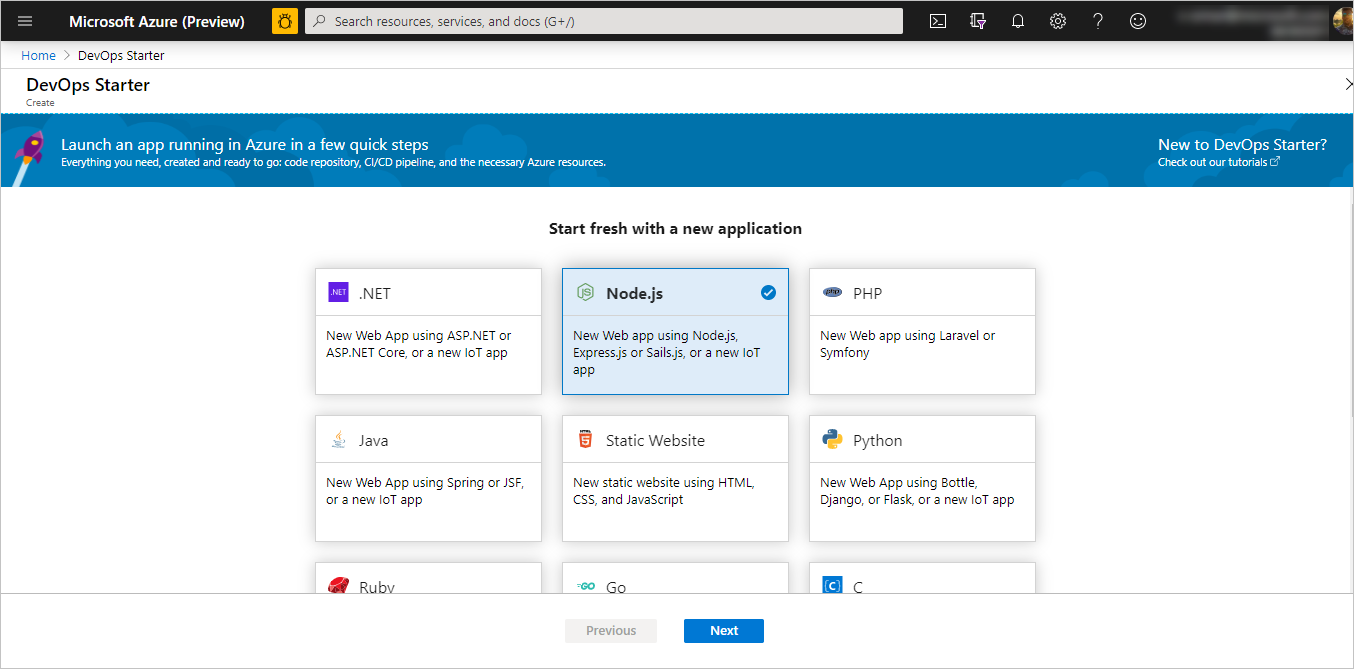 Microsoft Azure (Preview)
Search resources, services, and docs (G+/)
Home > DevOps Starter
DevOps Starter
Create
Launch an app running in Azure in a few quick steps
Everything you need, created and ready to go: code repository, CI/CD pipeline, and the necessary Azure resources.
New to DevOps Starter?
Check out our tutorials
Start fresh with a new application
.NET
.NET
New Web App using ASP.NET or
ASP.NET Core, or a new IoT app
JS
Node.js
New Web app using Node.js,
Express.js or Sails.js, or a new IoT
app
php
PHP
New Web app using Laravel or
Symfony
Java
New Web App using Spring or JSF,
or a new IoT app
5
Static Website
New static website using HTML,
CSS, and JavaScript
Python
New Web App using Bottle,
Django, or Flask, or a new IoT app
Ruby
GO
Go
C
C
Previous
Next